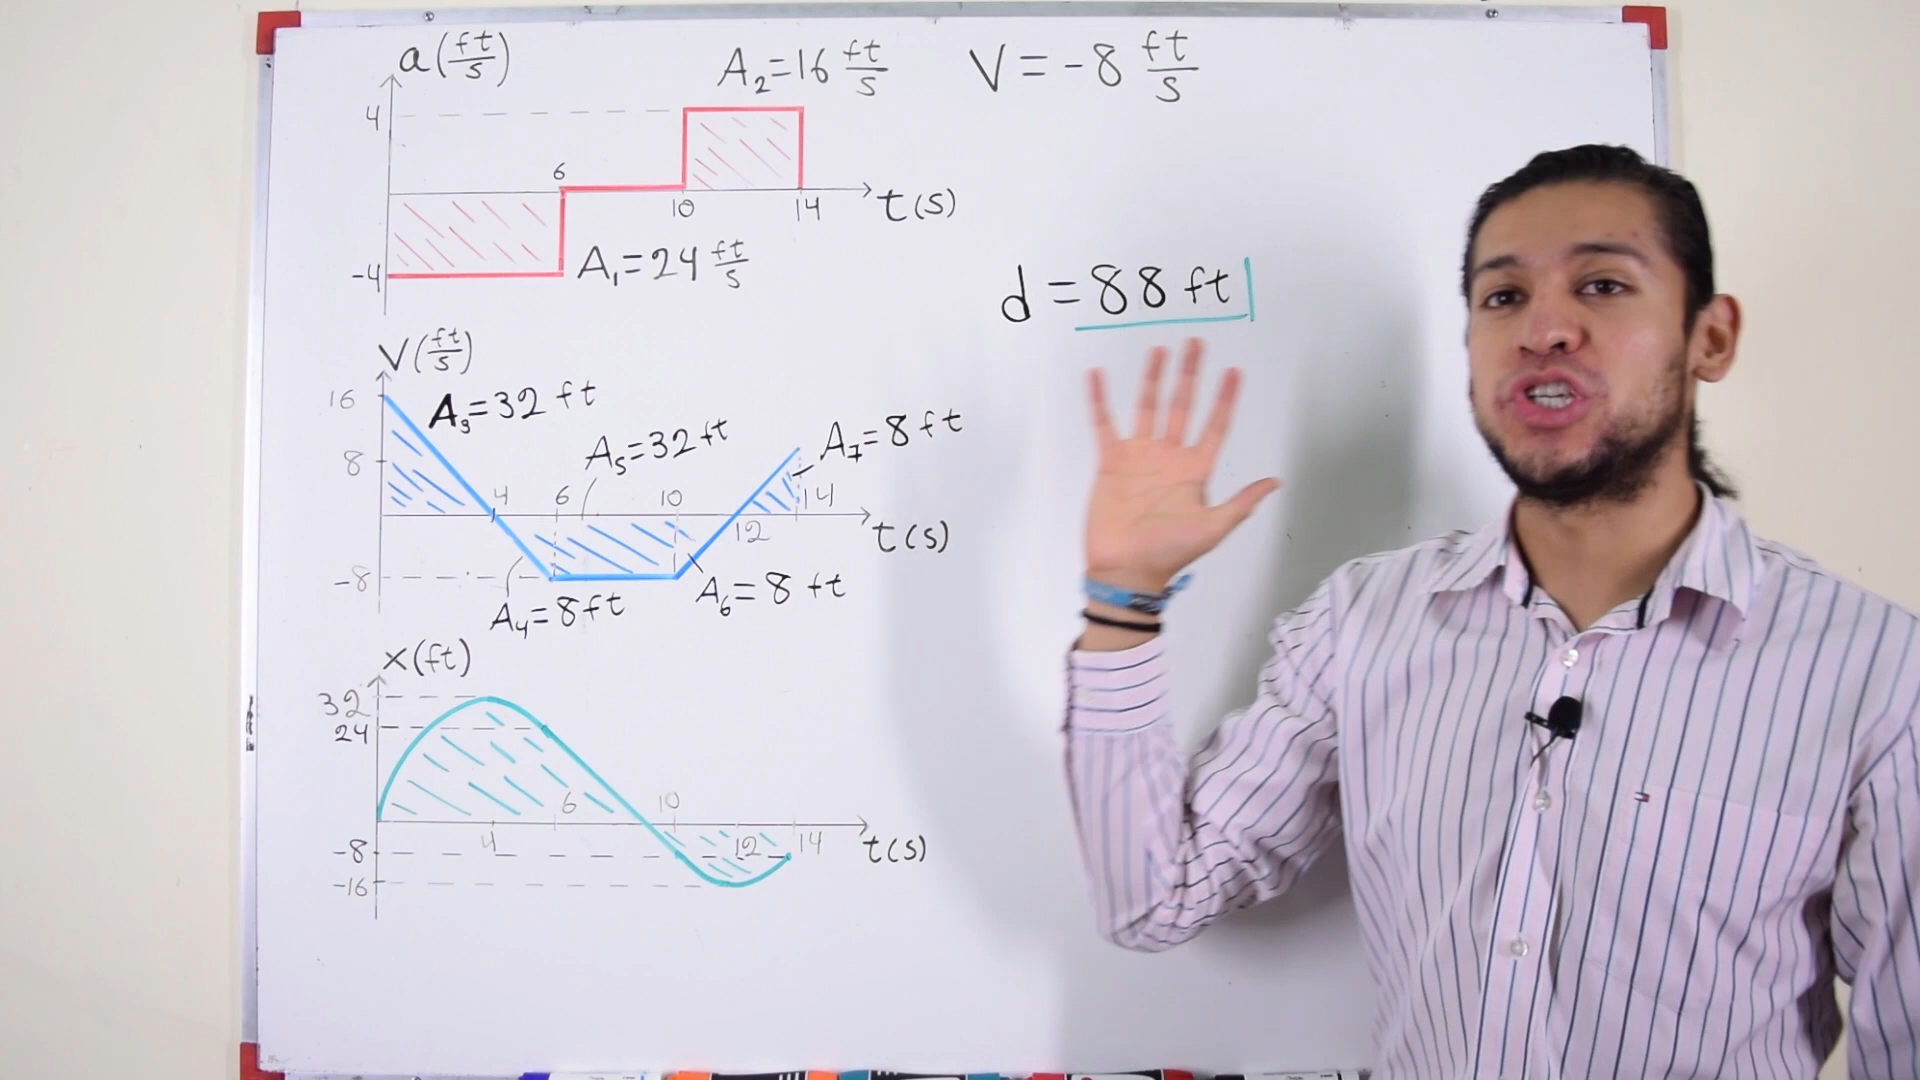 a(ft/s)
A₂=16 ft/s
V=-8 ft/s
4
6
10
14
t(s)
-4
A₁=24 ft/s
d=88 ft
V(ft/s)
16
A₃=32 ft
8
A₅=32 ft
A₇=8 ft
4
6
10
14
12
t(s)
-8
A₄=8ft
A₆=8 ft
x(ft)
32
24
6
10
4
12
14
t(s)
-8
-16